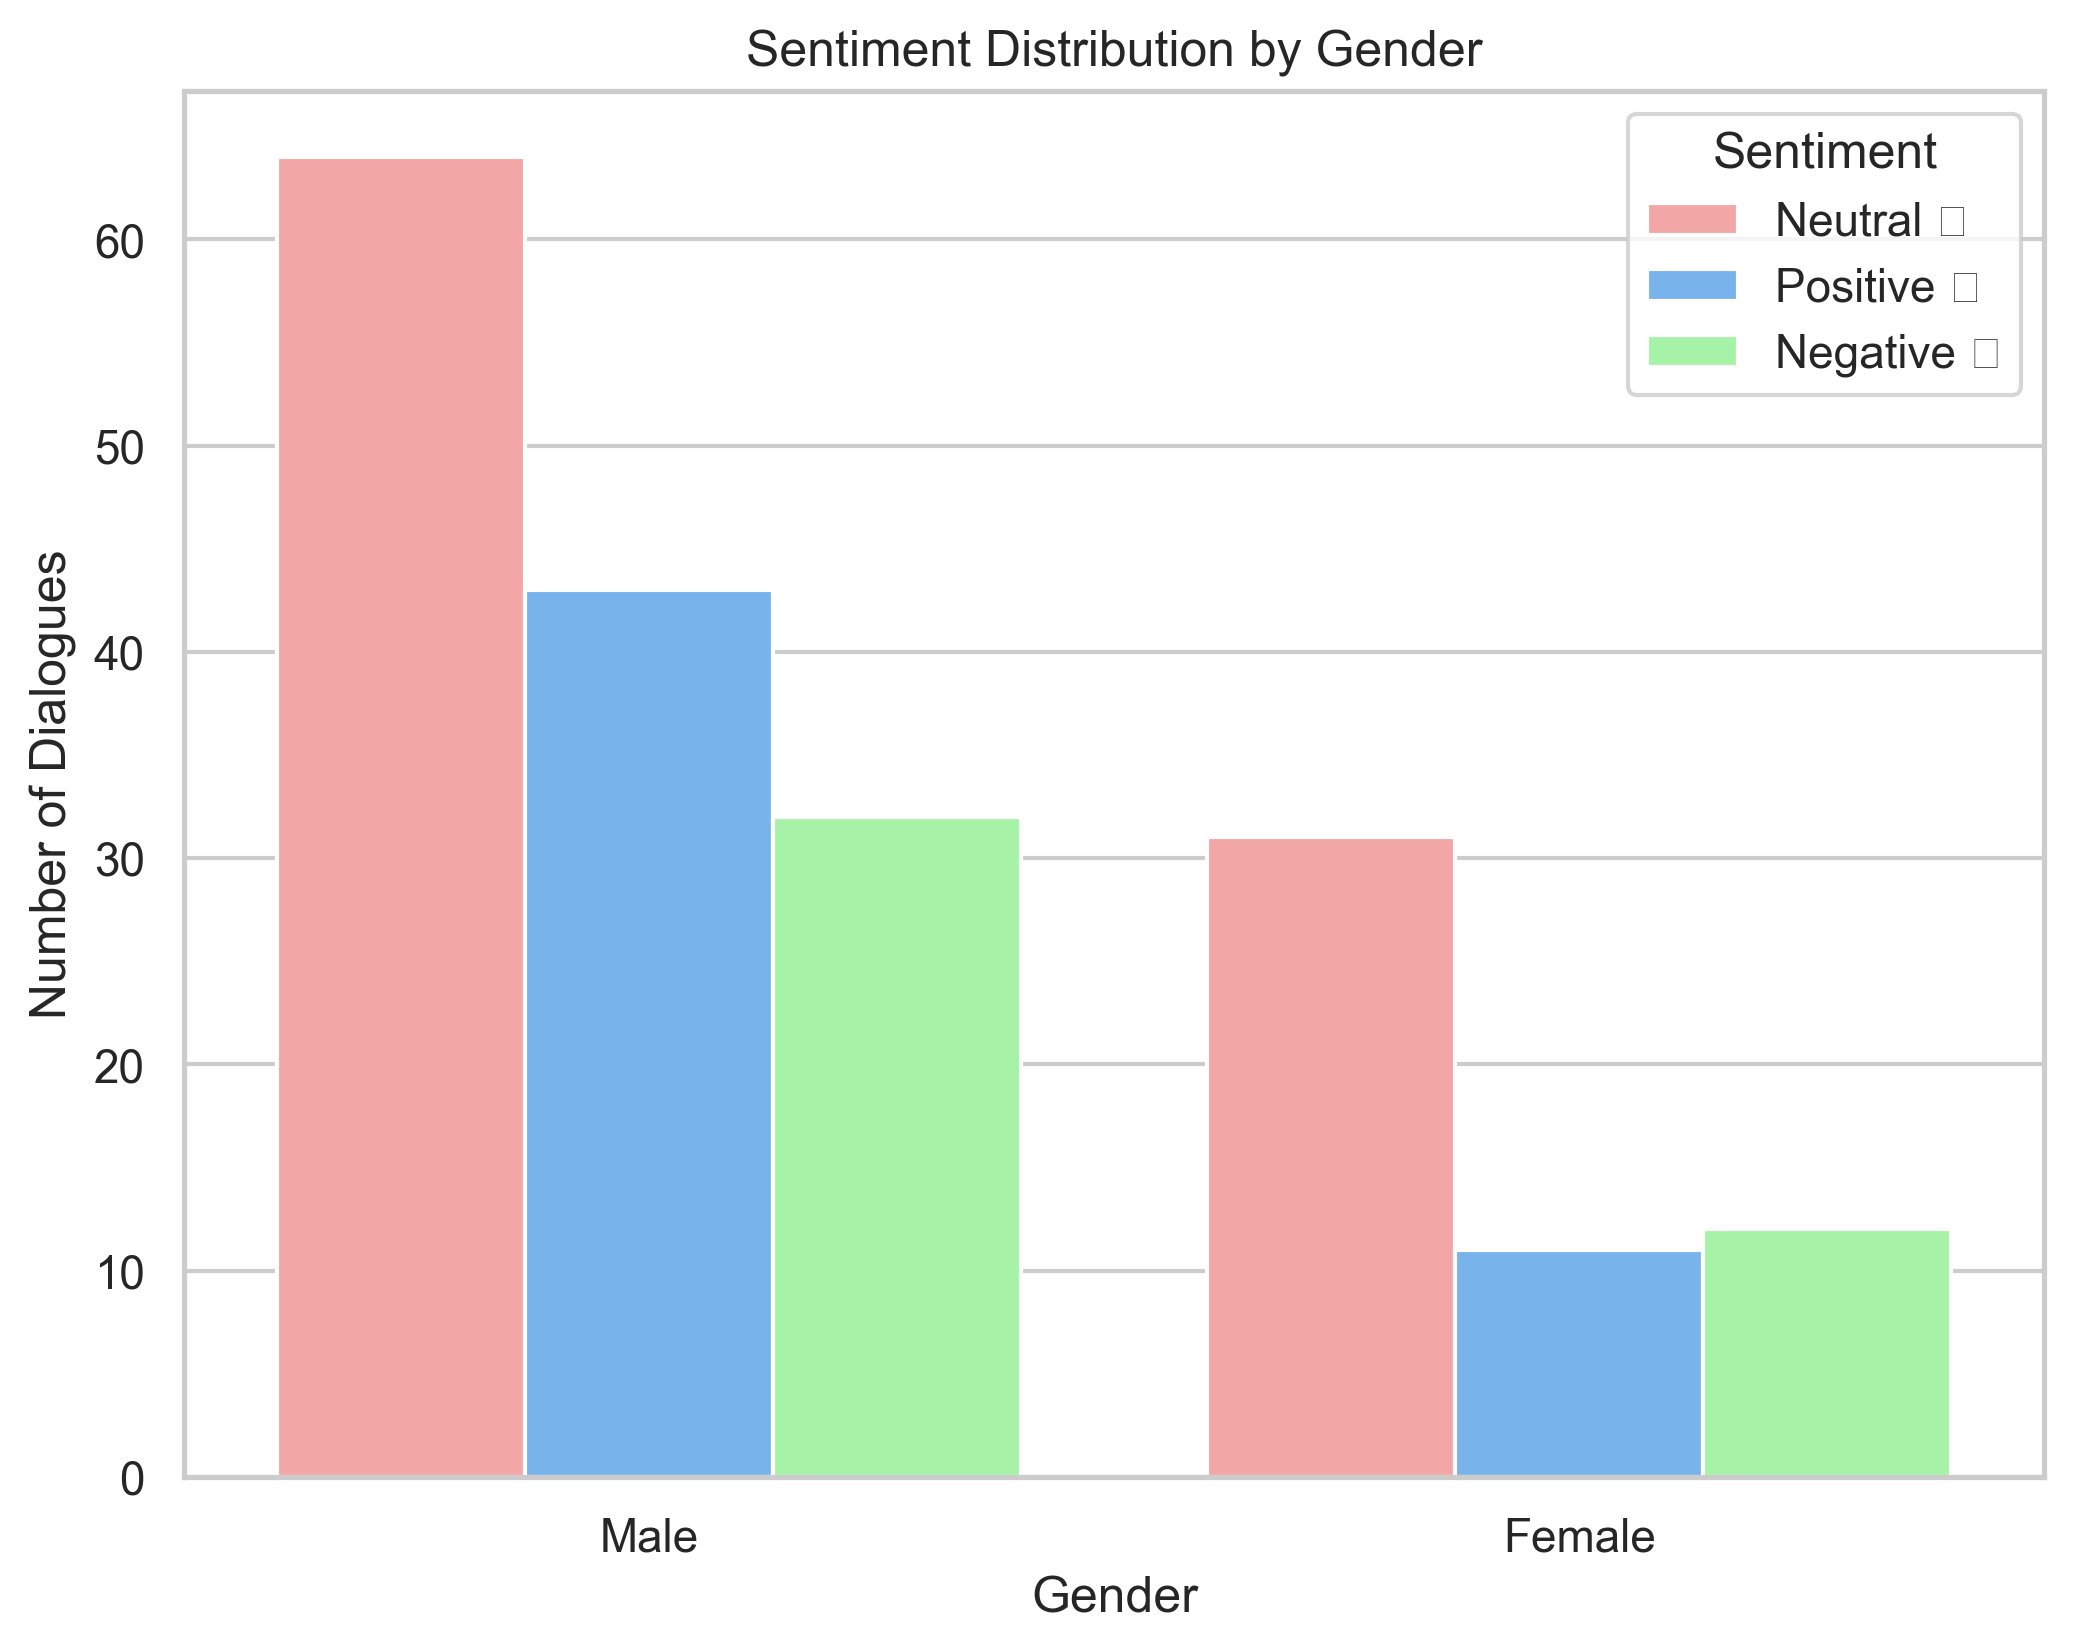 Sentiment Distribution by Gender
Sentiment
Neutral
Positive
Negative
60
50
40
30
20
10
0
Number of Dialogues
Male
Female
Gender